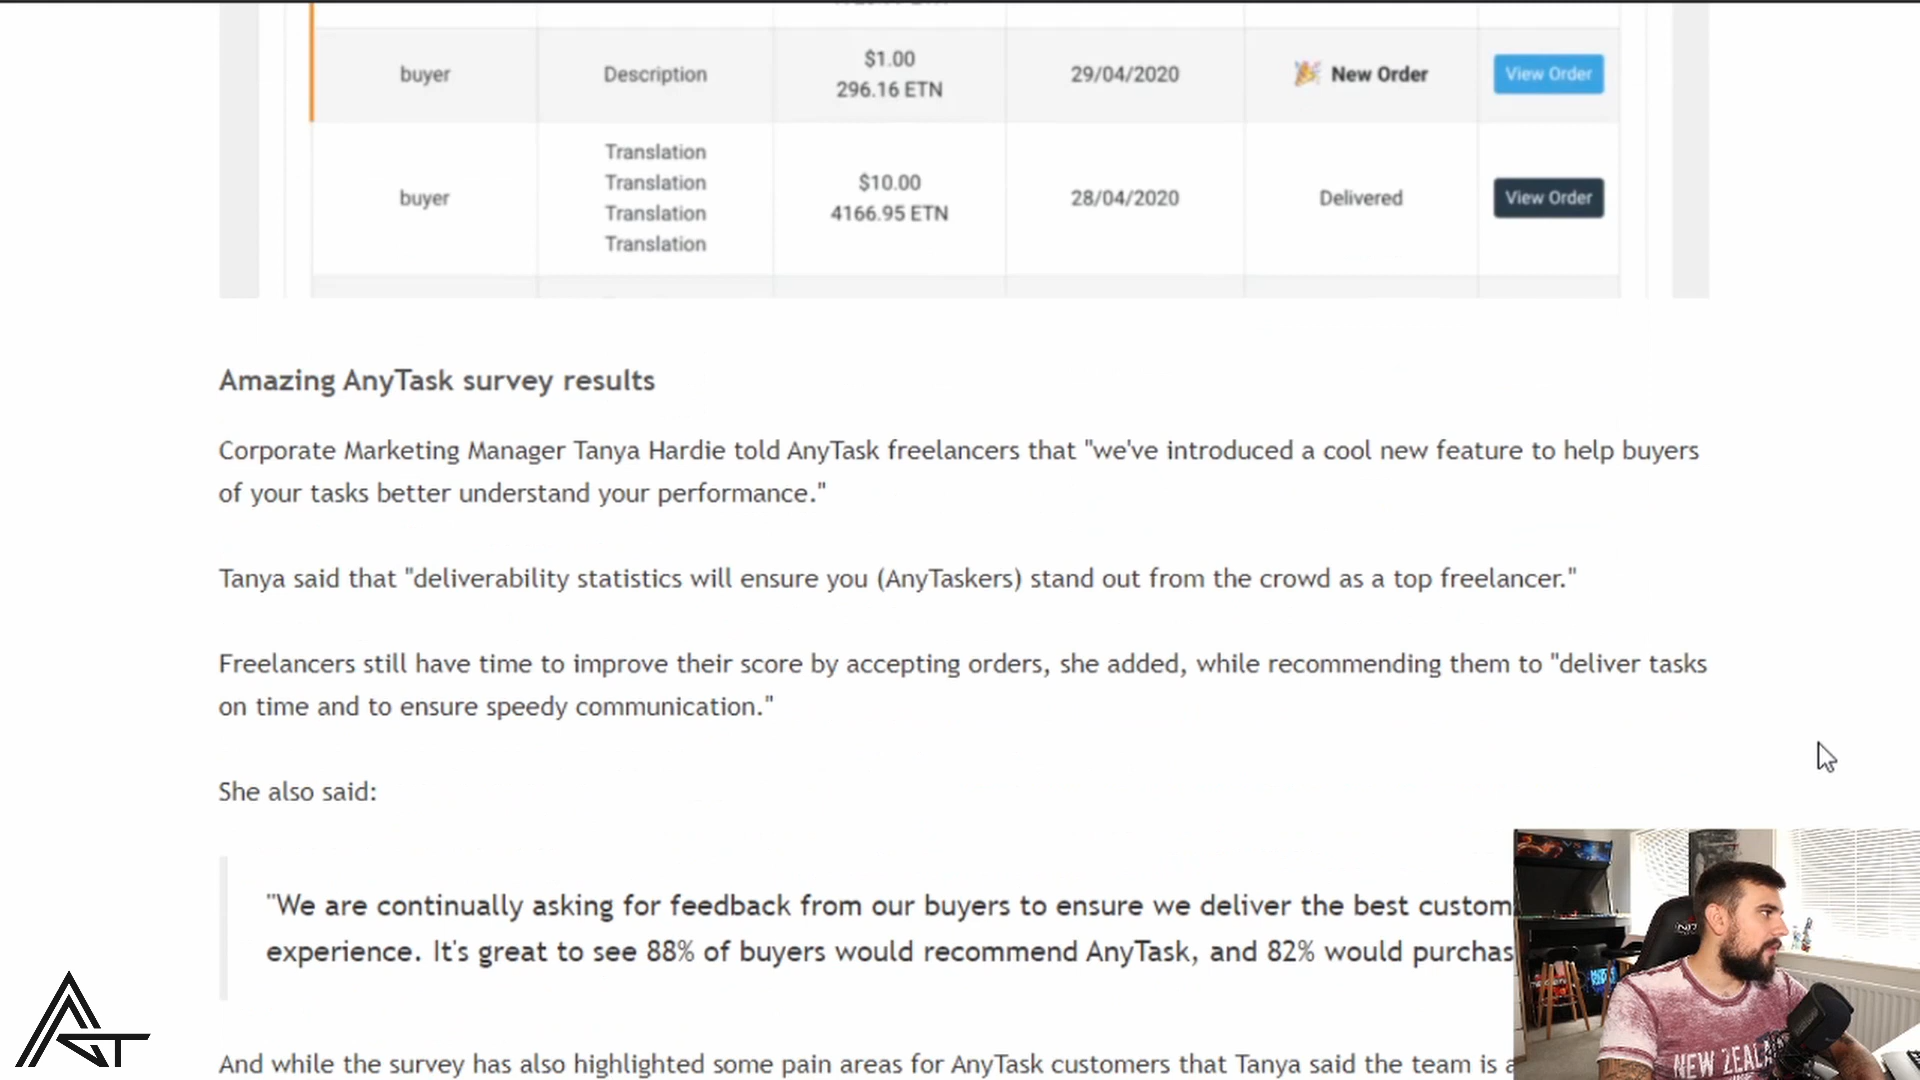 buyer
Description
$1.00
296.16 ETN
29/04/2020
New Order
View Order
buyer
Translation
Translation
Translation
Translation
$10.00
4166.95 ETN
28/04/2020
Delivered
View Order
Amazing AnyTask survey results
Corporate Marketing Manager Tanya Hardie told AnyTask freelancers that "we've introduced a cool new feature to help buyers
of your tasks better understand your performance."
Tanya said that "deliverability statistics will ensure you (AnyTaskers) stand out from the crowd as a top freelancer."
Freelancers still have time to improve their score by accepting orders, she added, while recommending them to "deliver tasks
on time and to ensure speedy communication."
She also said:
"We are continually asking for feedback from our buyers to ensure we deliver the best custom
experience. It's great to see 88% of buyers would recommend AnyTask, and 82% would purchas
And while the survey has also highlighted some pain areas for AnyTask customers that Tanya said the team is a
NEW ZEALA